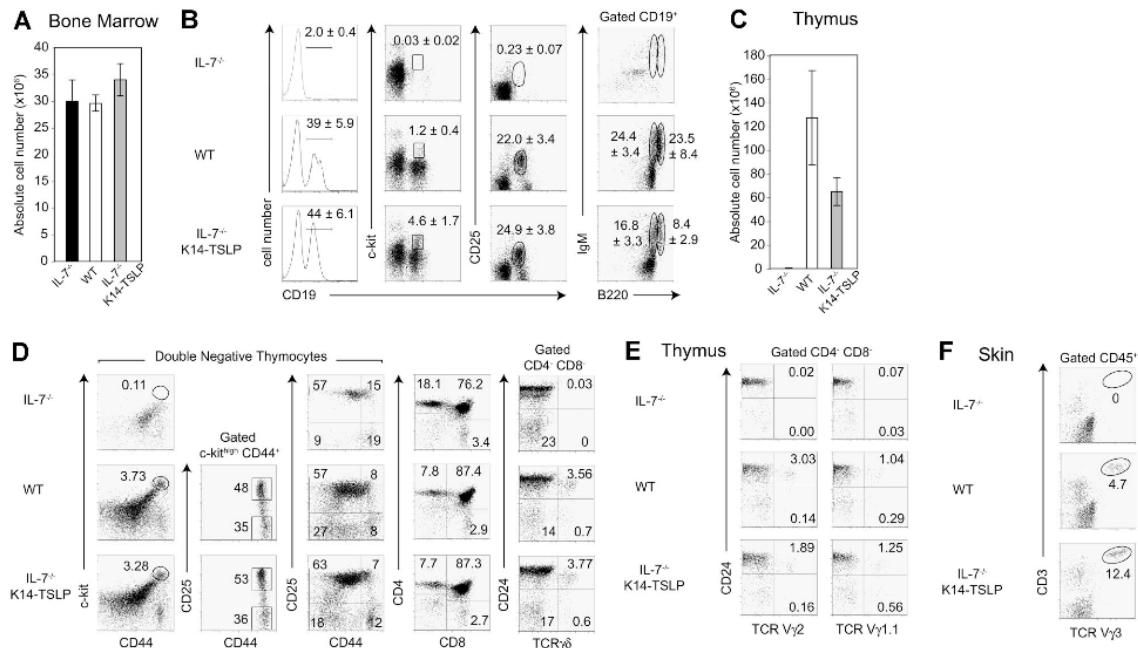 A Bone Marrow
Absolute cell number (x10⁶)
40
35
30
25
20
15
10
5
0
IL-7⁻/⁻
WT
IL-7⁻/⁻
K14-TSLP
B
Gated CD19⁺
IL-7⁻/⁻
2.0 ± 0.4
0.03 ± 0.02
0.23 ± 0.07
WT
39 ± 5.9
1.2 ± 0.4
22.0 ± 3.4
24.4
± 3.4
23.5
± 8.4
IL-7⁻/⁻
K14-TSLP
44 ± 6.1
4.6 ± 1.7
24.9 ± 3.8
16.8
± 3.3
8.4
± 2.9
cell number
c-kit
CD25
IgM
CD19
B220
C Thymus
Absolute cell number (x10⁶)
180
160
140
120
100
80
60
40
20
0
IL-7⁻/⁻
WT
IL-7⁻/⁻
K14-TSLP
D
Double Negative Thymocytes
Gated
CD4⁻ CD8⁻
IL-7⁻/⁻
0.11
57 15
9 19
18.1 76.2
3.4
0.03
23 0
Gated
c-kitʰⁱᵍʰ CD44⁺
WT
3.73
48
35
57 8
27 8
7.8 87.4
2.9
3.56
14 0.7
IL-7⁻/⁻
K14-TSLP
3.28
53
36
63 7
18 12
7.7 87.3
2.7
3.77
17 0.6
c-kit
CD25
CD25
CD4
CD24
CD44
CD44
CD44
CD8
TCRγδ
E Thymus
Gated CD4⁻ CD8⁻
IL-7⁻/⁻
0.02
0.00
0.07
0.03
WT
3.03
0.14
1.04
0.29
IL-7⁻/⁻
K14-TSLP
1.89
0.16
1.25
0.56
CD24
TCR Vγ2
TCR Vγ1.1
F Skin
Gated CD45⁺
IL-7⁻/⁻
0
WT
4.7
IL-7⁻/⁻
K14-TSLP
12.4
CD3
TCR Vγ3